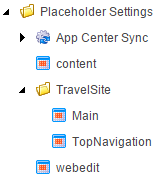 Placeholder Settings
App Center Sync
content
TravelSite
Main
TopNavigation
webedit